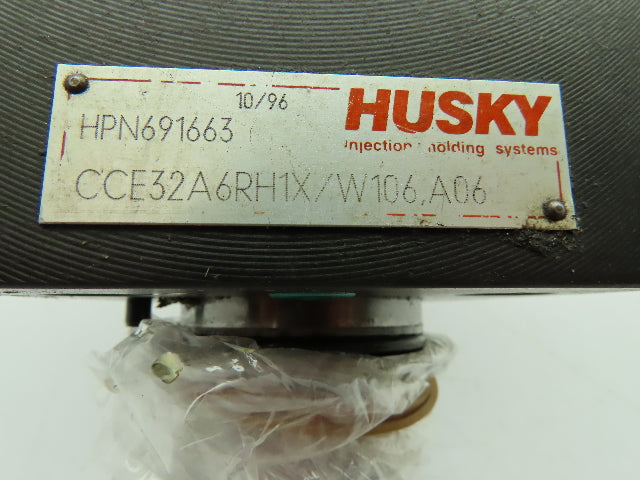 10/96
HUSKY
HPN691663
injection molding systems
CCE32A6RH1X/W106,A06